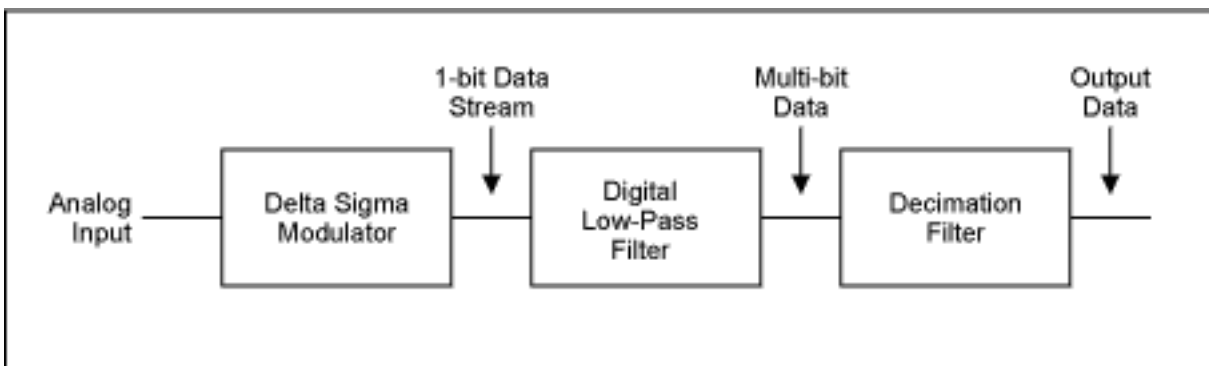 1-bit Data
Stream
Multi-bit
Data
Output
Data
Analog
Input
Delta Sigma
Modulator
Digital
Low-Pass
Filter
Decimation
Filter